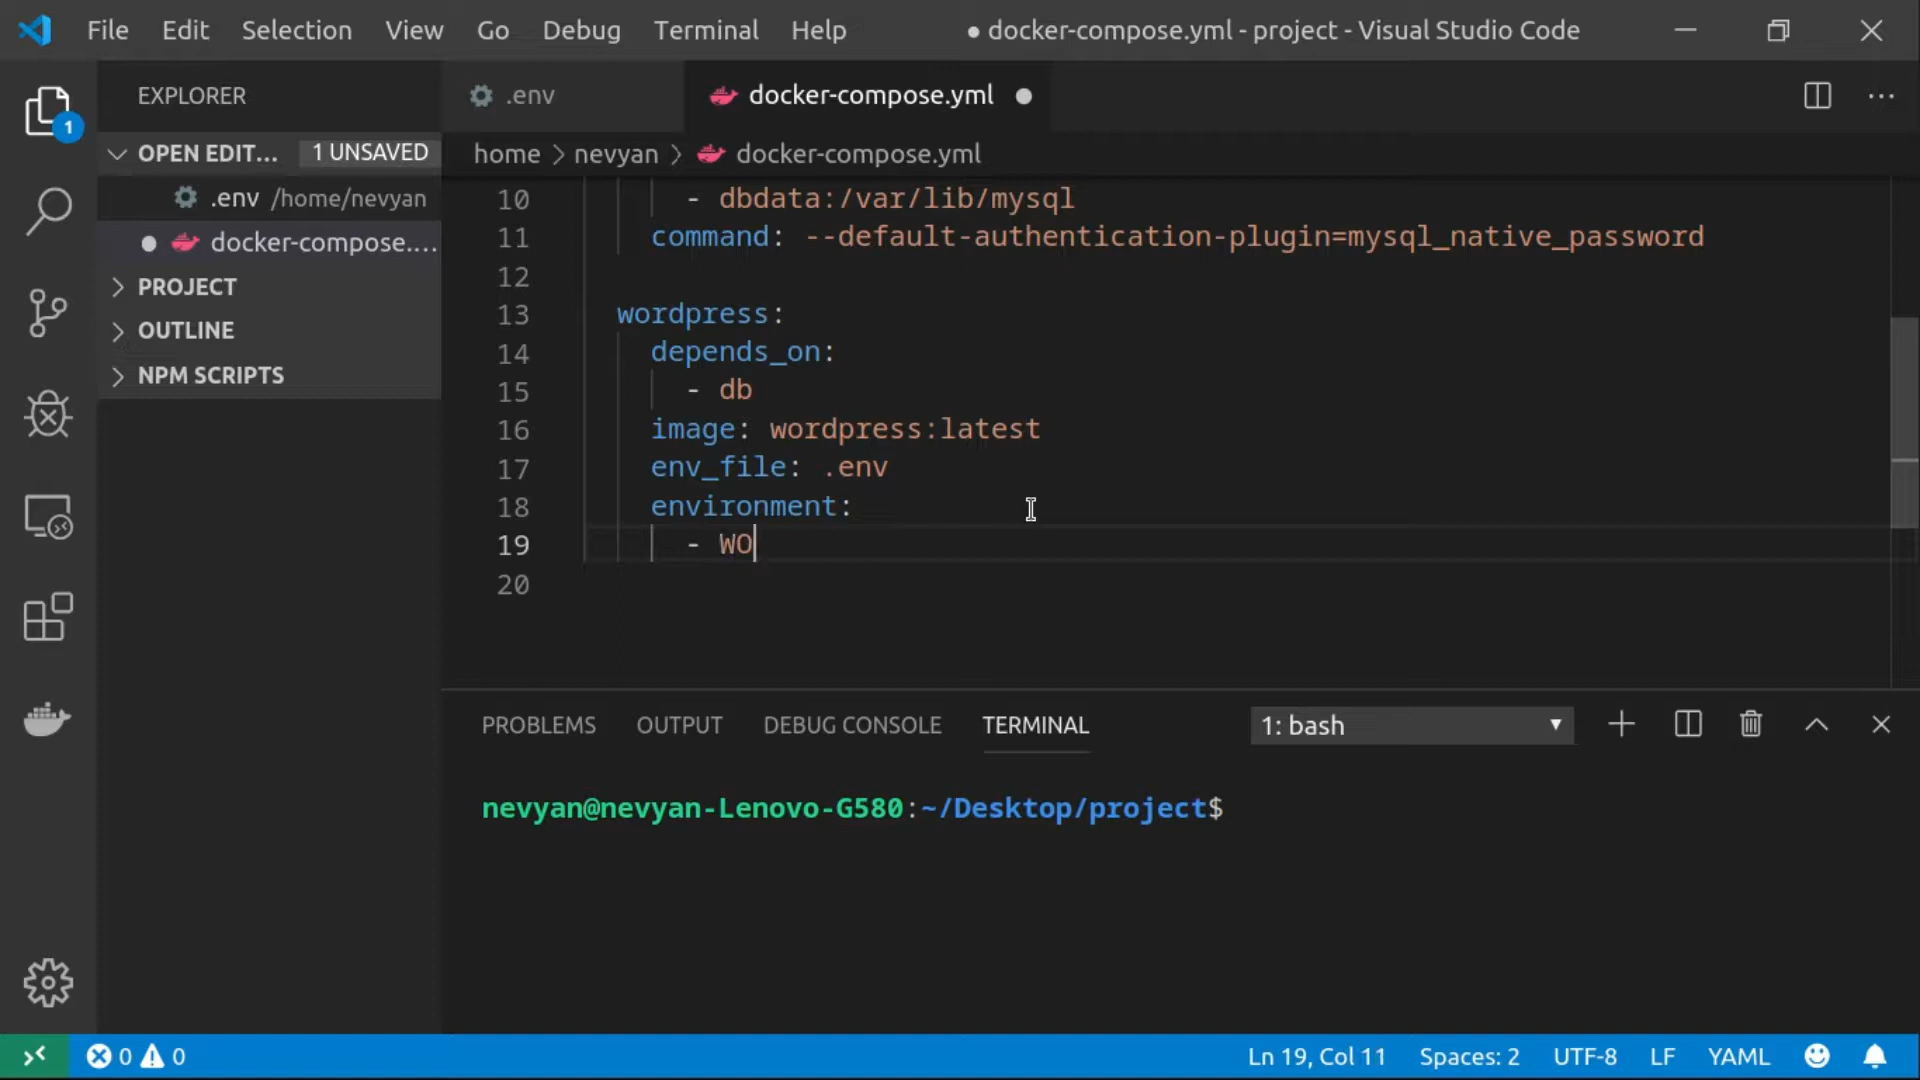 File Edit Selection View Go Debug Terminal Help ● docker-compose.yml - project - Visual Studio Code
EXPLORER
OPEN EDIT... 1 UNSAVED
.env /home/nevyan
docker-compose....
PROJECT
OUTLINE
NPM SCRIPTS
1
.env docker-compose.yml
home > nevyan > docker-compose.yml
10 - dbdata:/var/lib/mysql
11 command: --default-authentication-plugin=mysql_native_password
12
13 wordpress:
14 depends_on:
15 - db
16 image: wordpress:latest
17 env_file: .env
18 environment:
19 - WO
20
PROBLEMS OUTPUT DEBUG CONSOLE TERMINAL 1: bash
nevyan@nevyan-Lenovo-G580:~/Desktop/project$
0 0 Ln 19, Col 11 Spaces: 2 UTF-8 LF YAML